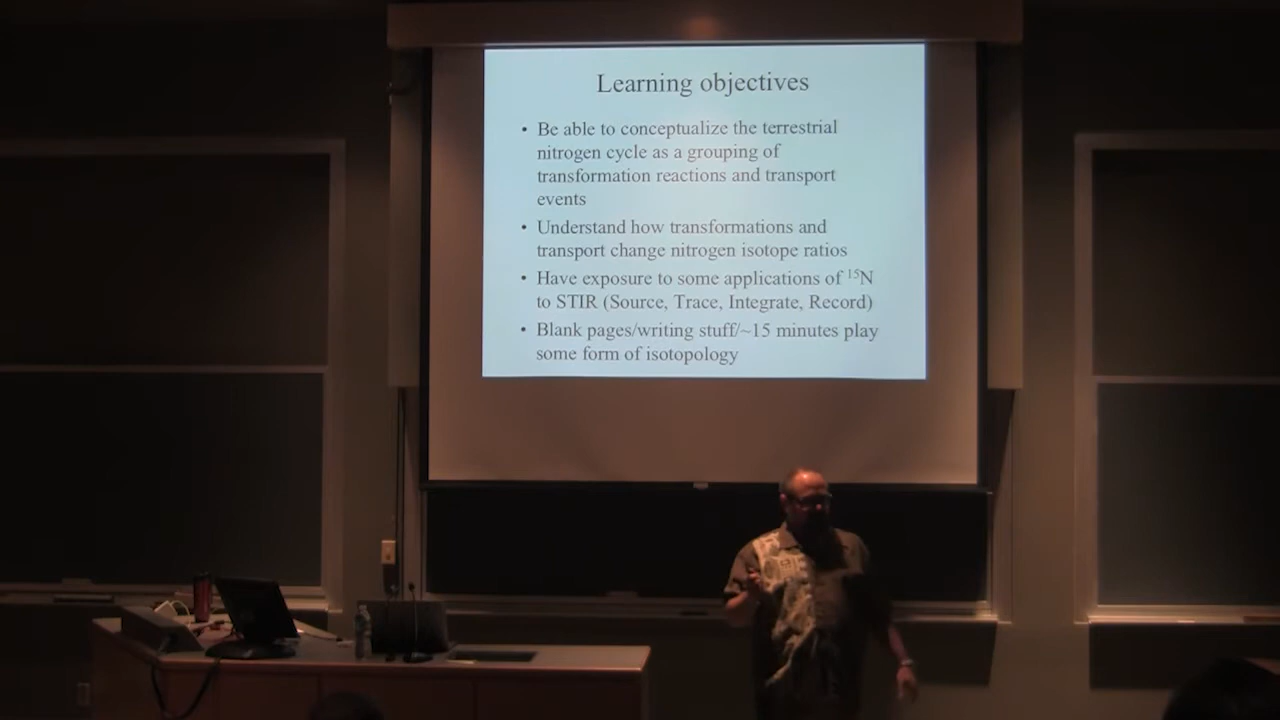 Learning objectives
• Be able to conceptualize the terrestrial
nitrogen cycle as a grouping of
transformation reactions and transport
events
• Understand how transformations and
transport change nitrogen isotope ratios
• Have exposure to some applications of ¹⁵N
to STIR (Source, Trace, Integrate, Record)
• Blank pages/writing stuff/~15 minutes play
some form of isotopology